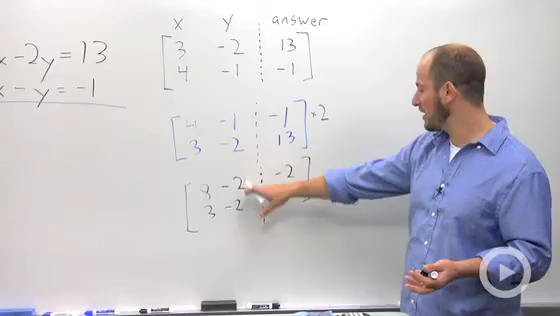 x y answer
x - 2y = 13
3 -2 13
4 -1 -1
x - y = -1
4 -1 -1 ×2
3 -2 13
8 -2 -2
3 -2